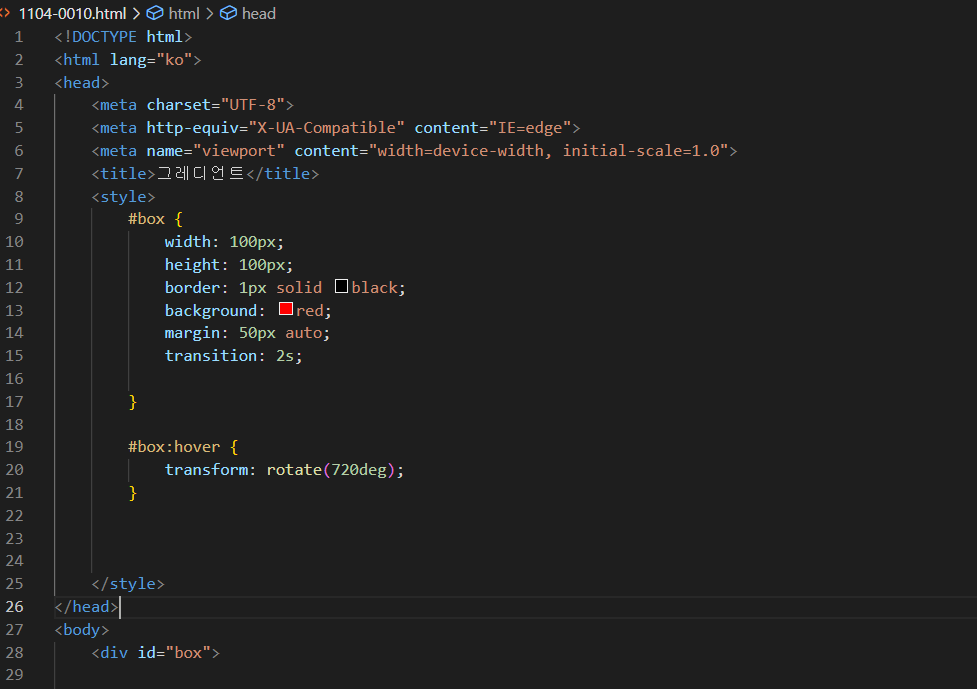 <> 1104-0010.html > html > head
1 <!DOCTYPE html>
2 <html lang="ko">
3 <head>
4 <meta charset="UTF-8">
5 <meta http-equiv="X-UA-Compatible" content="IE=edge">
6 <meta name="viewport" content="width=device-width, initial-scale=1.0">
7 <title>그레디언트</title>
8 <style>
9 #box {
10 width: 100px;
11 height: 100px;
12 border: 1px solid black;
13 background: red;
14 margin: 50px auto;
15 transition: 2s;
16
17 }
18
19 #box:hover {
20 transform: rotate(720deg);
21 }
22
23
24
25 </style>
26 </head>
27 <body>
28 <div id="box">
29